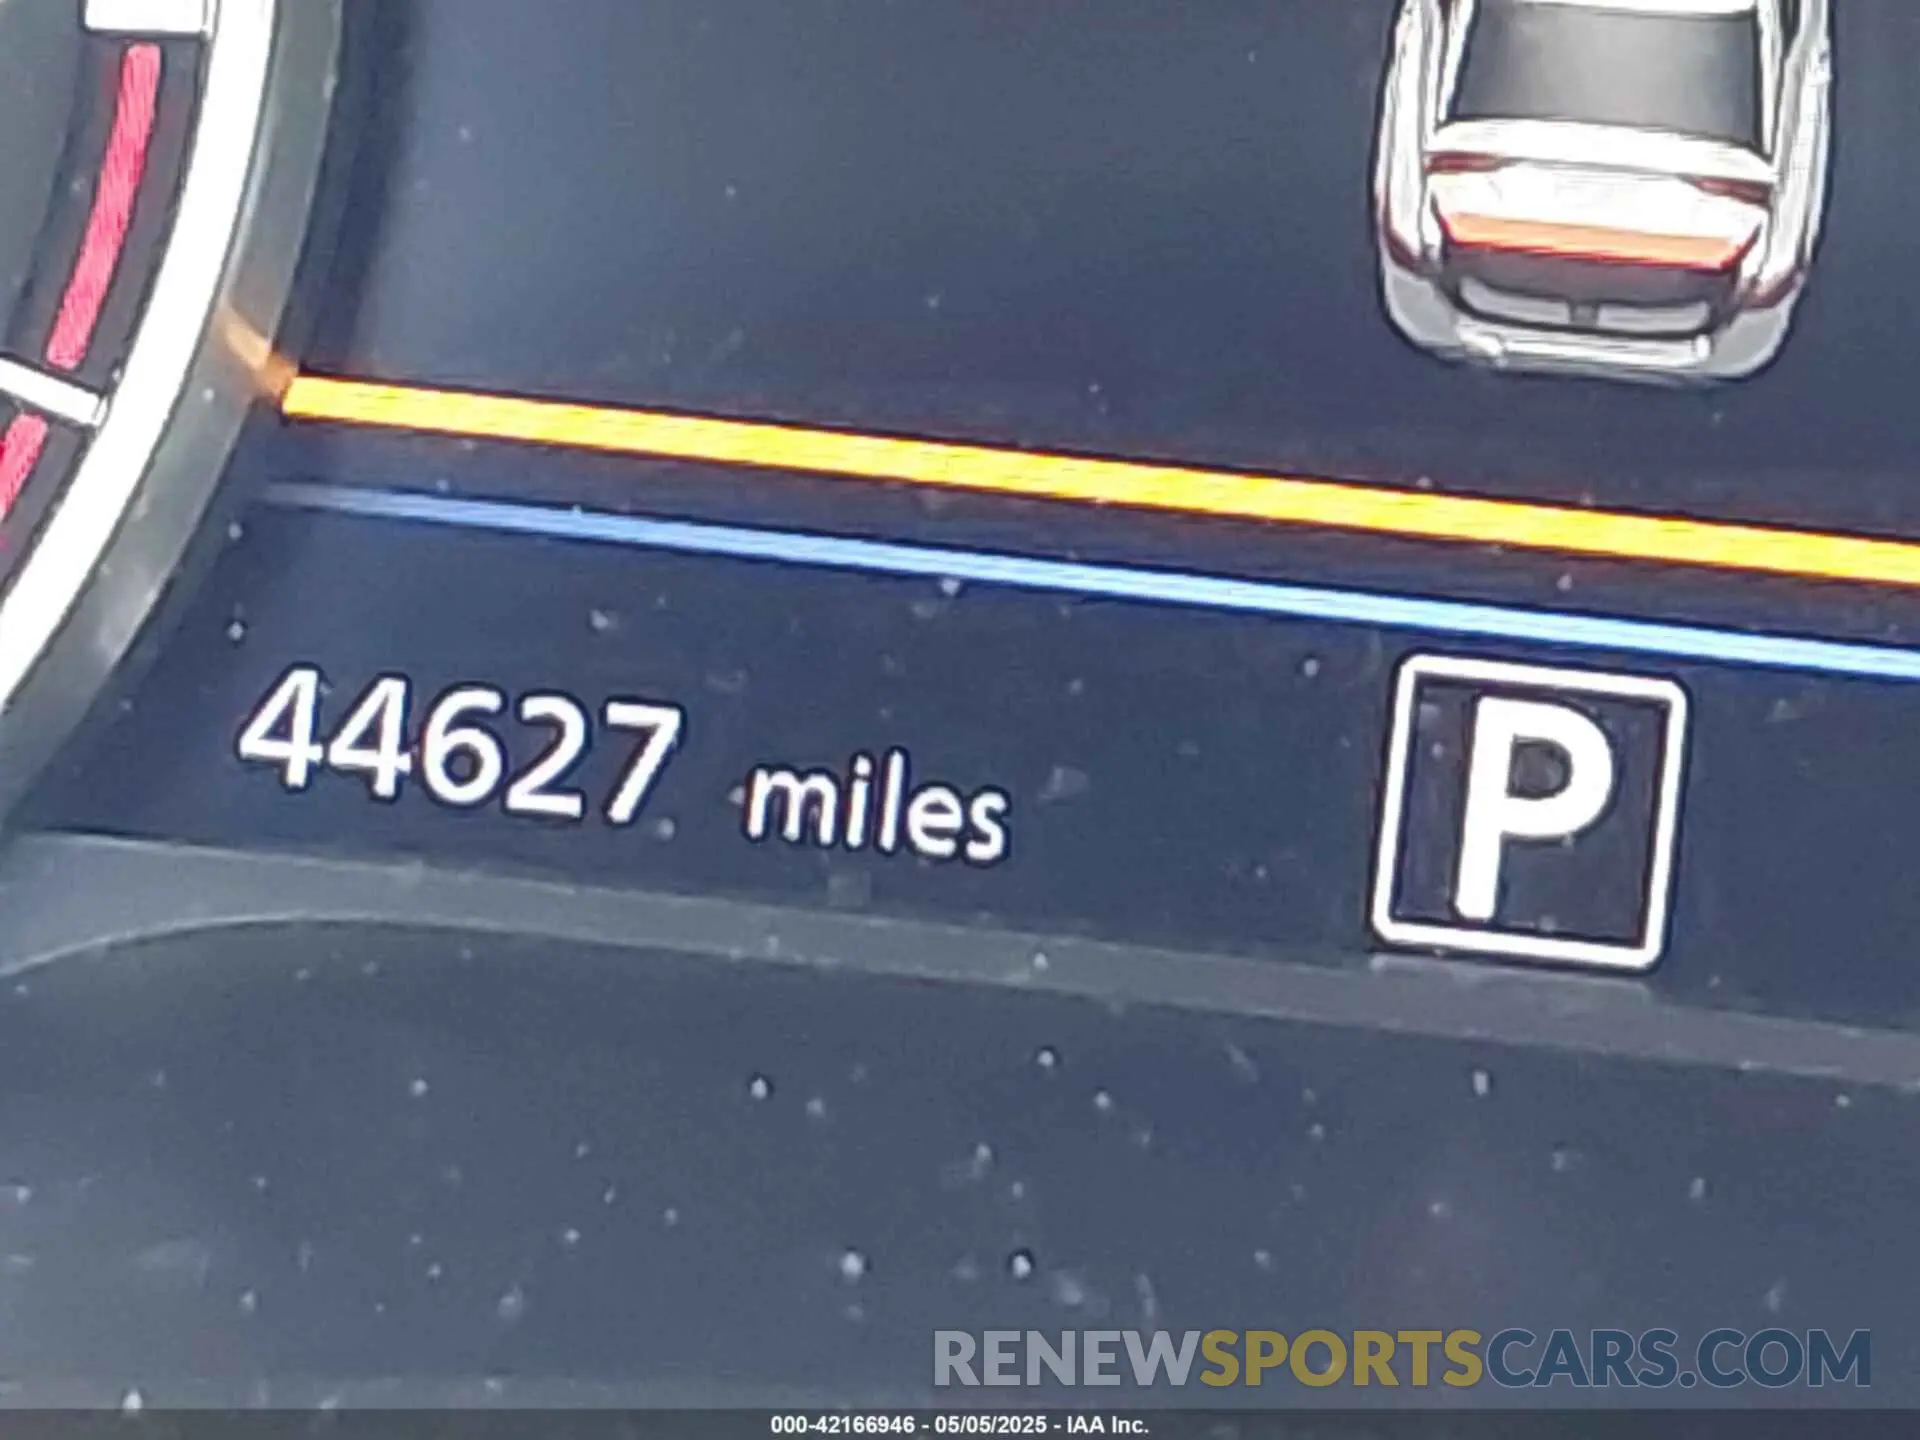 44627 miles
P
RENEWSPORTSCARS.COM
000-42166946 - 05/05/2025 - IAA Inc.